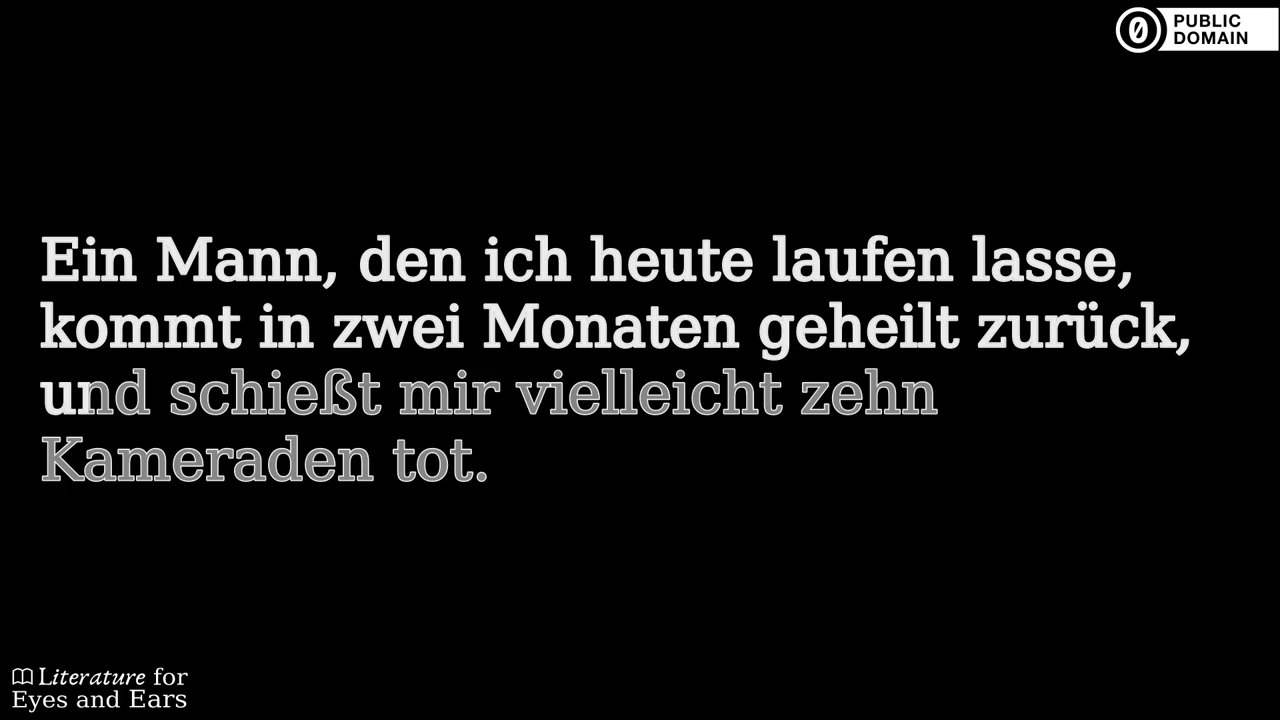 PUBLIC
DOMAIN
Ein Mann, den ich heute laufen lasse,
kommt in zwei Monaten geheilt zurück,
und schießt mir vielleicht zehn
Kameraden tot.
Literature for
Eyes and Ears